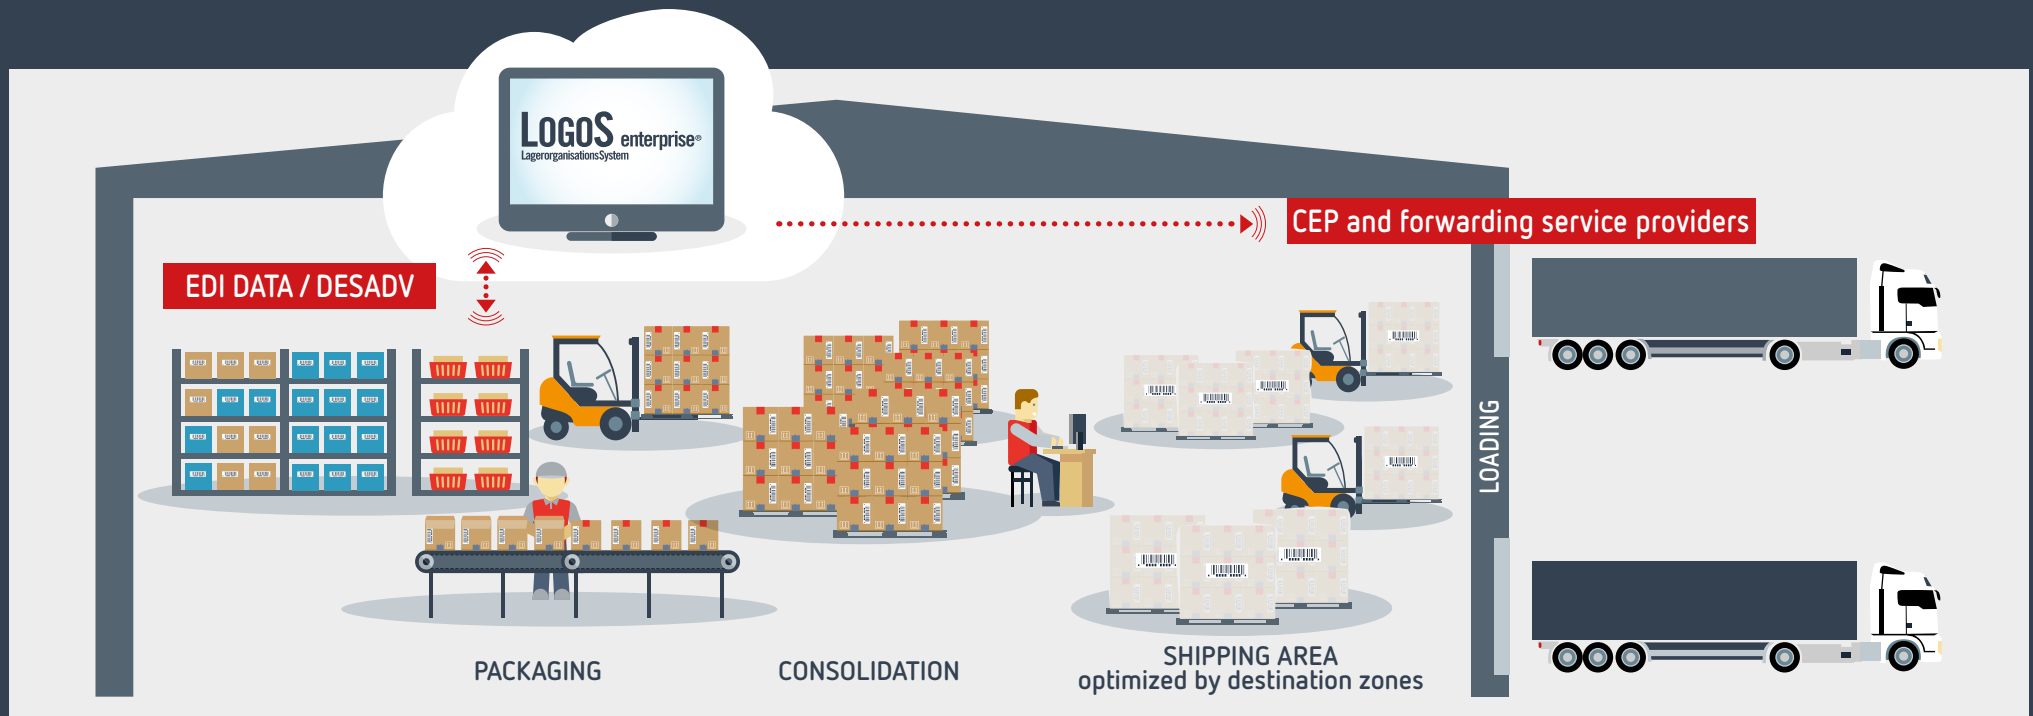 LOGOS enterprise®
LagerorganisationsSystem
CEP and forwarding service providers
EDI DATA / DESADV
LOADING
PACKAGING
CONSOLIDATION
SHIPPING AREA
optimized by destination zones